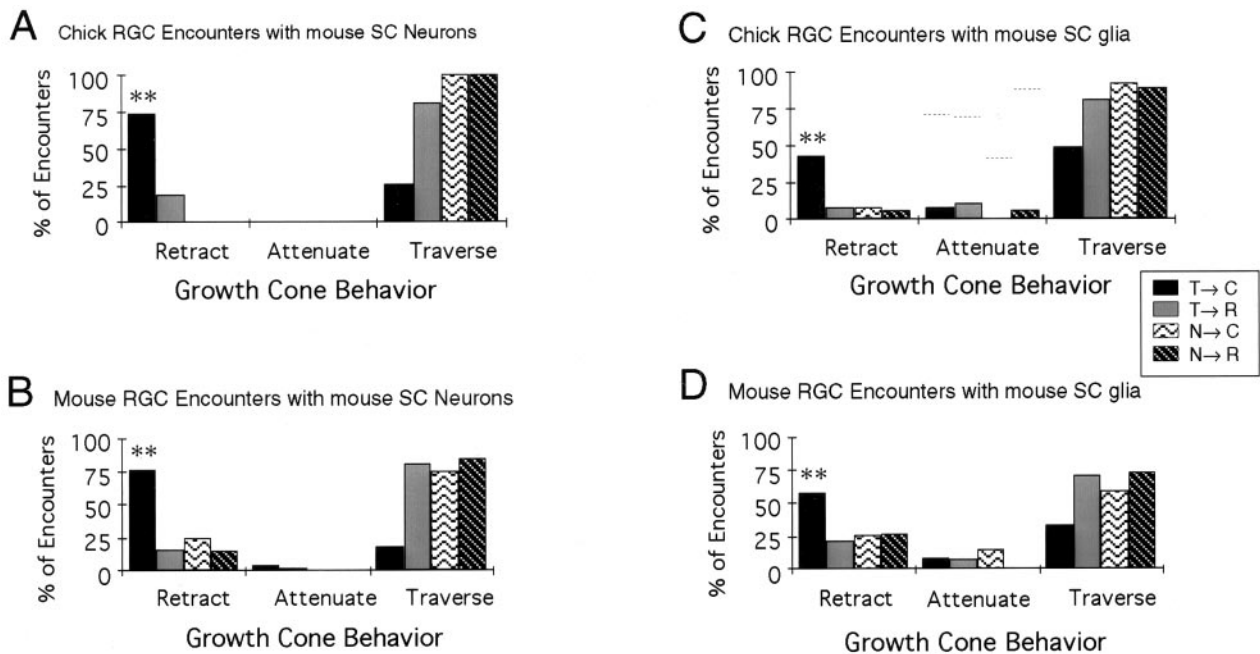 A Chick RGC Encounters with mouse SC Neurons
% of Encounters
100
75
50
25
0
**
Retract Attenuate Traverse
Growth Cone Behavior
C Chick RGC Encounters with mouse SC glia
% of Encounters
100
75
50
25
0
**
Retract Attenuate Traverse
Growth Cone Behavior
T→ C
T→ R
N→ C
N→ R
B Mouse RGC Encounters with mouse SC Neurons
% of Encounters
100
75
50
25
0
**
Retract Attenuate Traverse
Growth Cone Behavior
D Mouse RGC Encounters with mouse SC glia
% of Encounters
100
75
50
25
0
**
Retract Attenuate Traverse
Growth Cone Behavior